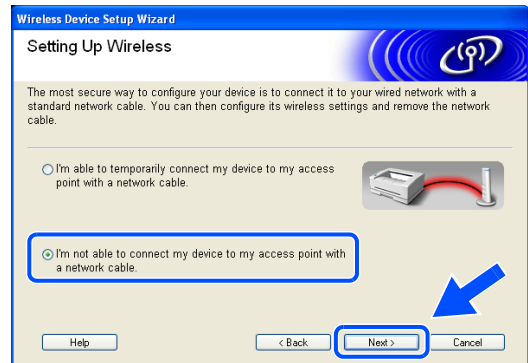 Wireless Device Setup Wizard
Setting Up Wireless
The most secure way to configure your device is to connect it to your wired network with a
standard network cable. You can then configure its wireless settings and remove the network
cable.
I'm able to temporarily connect my device to my access
point with a network cable.
I'm not able to connect my device to my access point with
a network cable.
Help
< Back
Next >
Cancel